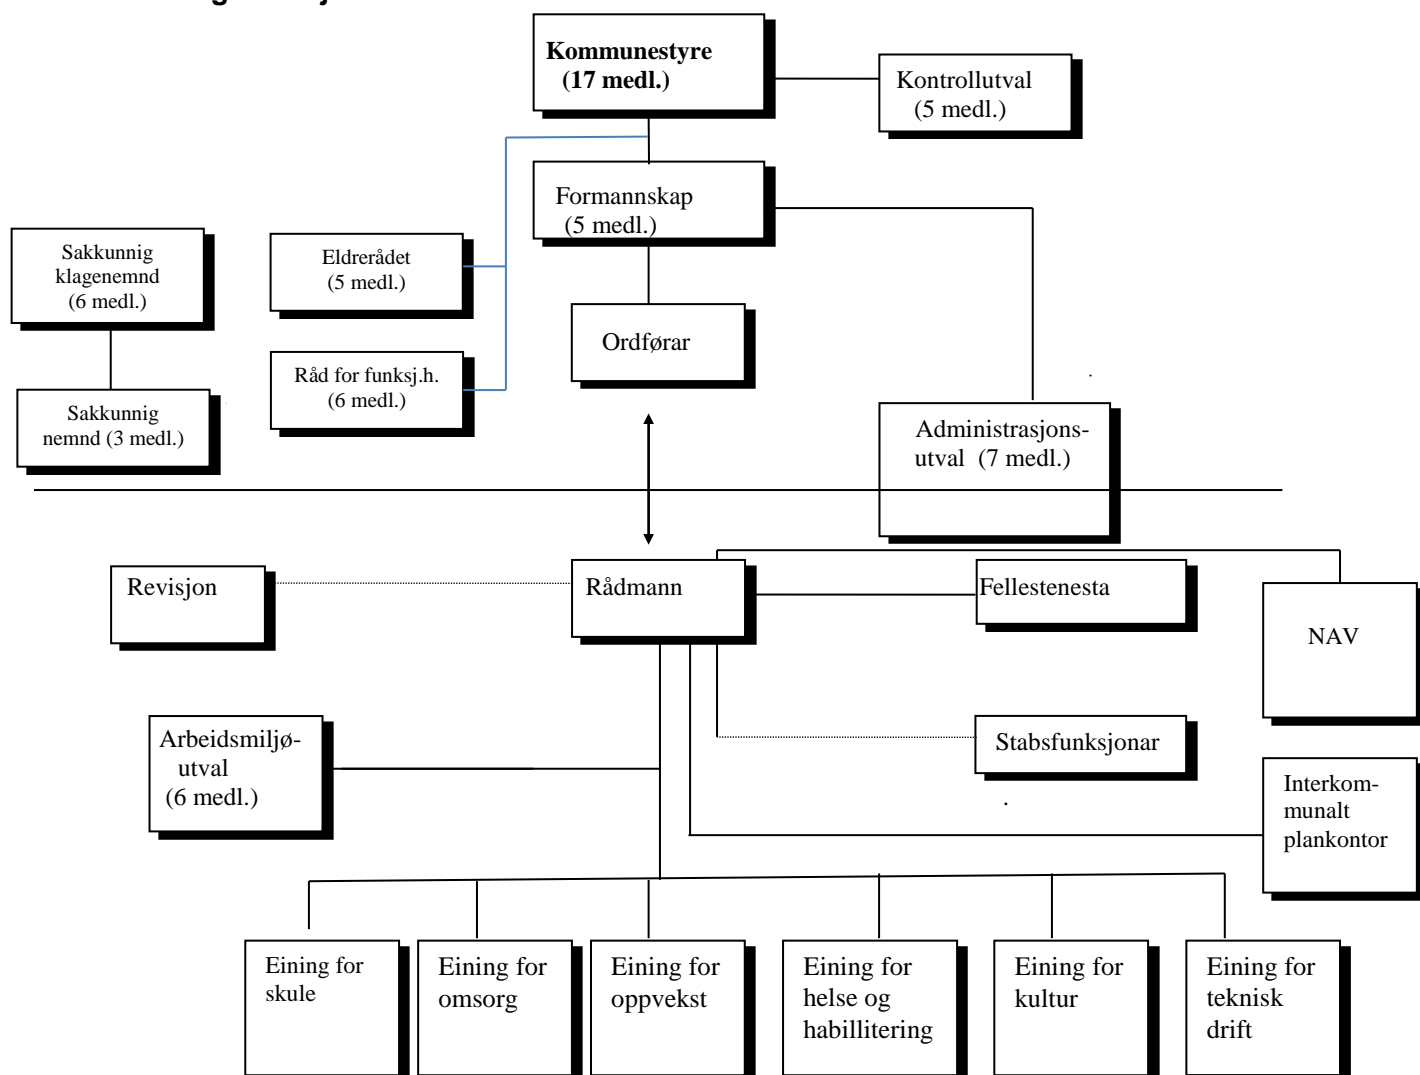 Kommunestyre
(17 medl.)
Kontrollutval
(5 medl.)
Formannskap
(5 medl.)
Sakkunnig
klagenemnd
(6 medl.)
Eldrerådet
(5 medl.)
Ordførar
Råd for funksj.h.
(6 medl.)
Sakkunnig
nemnd (3 medl.)
Administrasjons-
utval (7 medl.)
Revisjon
Rådmann
Fellestenesta
NAV
Arbeidsmiljø-
utval
(6 medl.)
Stabsfunksjonar
Interkom-
munalt
plankontor
Eining for
skule
Eining for
omsorg
Eining for
oppvekst
Eining for
helse og
habillitering
Eining for
kultur
Eining for
teknisk
drift